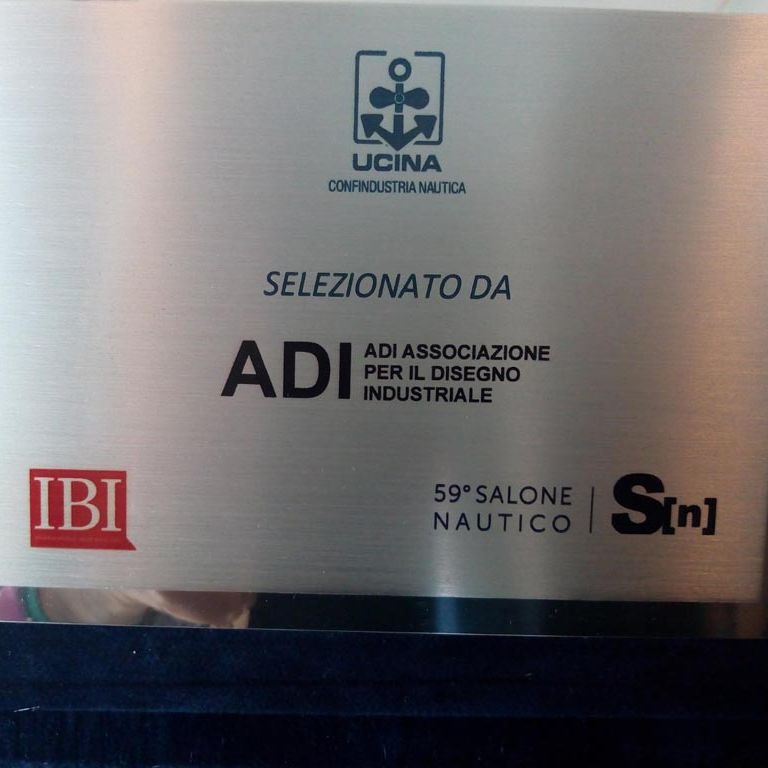 UCINA
CONFINDUSTRIA NAUTICA
SELEZIONATO DA
ADI
ADI ASSOCIAZIONE
PER IL DISEGNO
INDUSTRIALE
IBI
59° SALONE
NAUTICO
S[n]